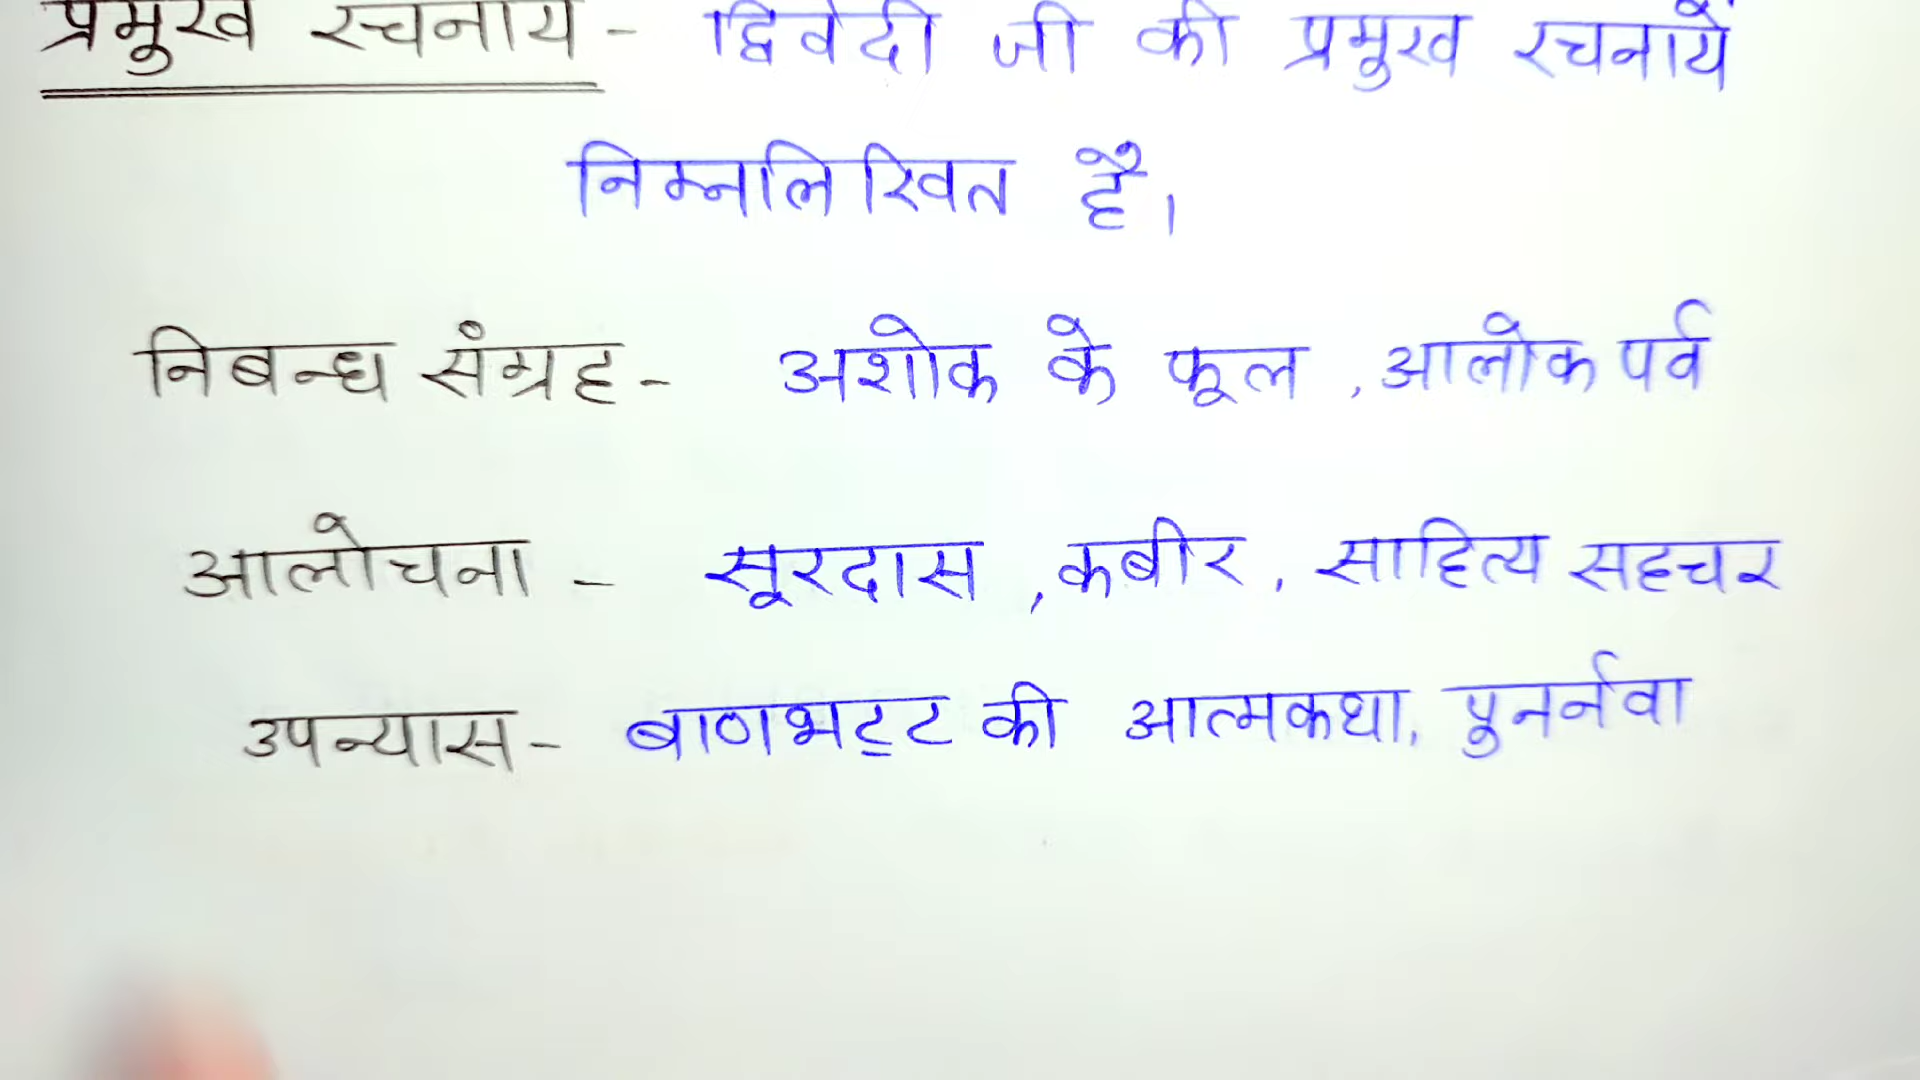 प्रमुख रचनाये - द्विवेदी जी की प्रमुख रचनायें
निम्नलिखित है।
निबन्ध संग्रह - अशोक के फूल , आलोक पर्व
आलोचना - सूरदास , कबीर , साहित्य सहचर
उपन्यास - बाणभट्ट की आत्मकथा, पुनर्नवा